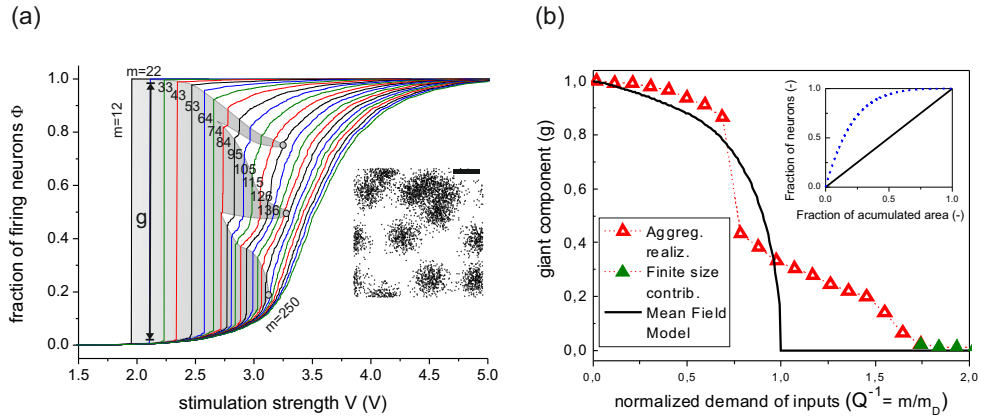 (a)
fraction of firing neurons Φ
1.0
0.8
0.6
0.4
0.2
0.0
m=22
m=12
33
43
53
64
74
84
95
105
115
126
136
g
m=250
1.5
2.0
2.5
3.0
3.5
4.0
4.5
5.0
stimulation strength V (V)
(b)
giant component (g)
1,0
0,8
0,6
0,4
0,2
0,0
Aggreg.
realiz.
Finite size
contrib.
Mean Field
Model
Fraction of neurons (-)
1.0
0.5
0.0
0.0
0.5
1.0
Fraction of acumulated area (-)
0,0
0,5
1,0
1,5
2,0
normalized demand of inputs (Q⁻¹ = m/m_D)